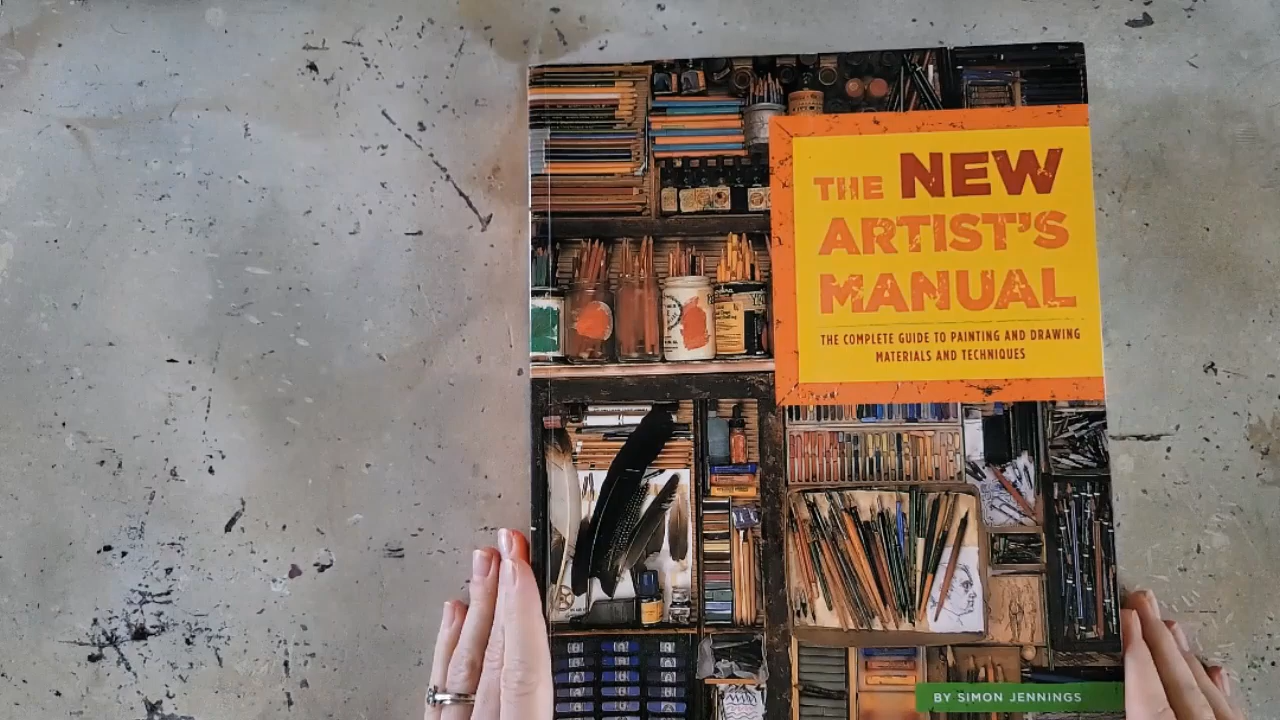 THE NEW
ARTIST'S
MANUAL
THE COMPLETE GUIDE TO PAINTING AND DRAWING
MATERIALS AND TECHNIQUES
BY SIMON JENNINGS